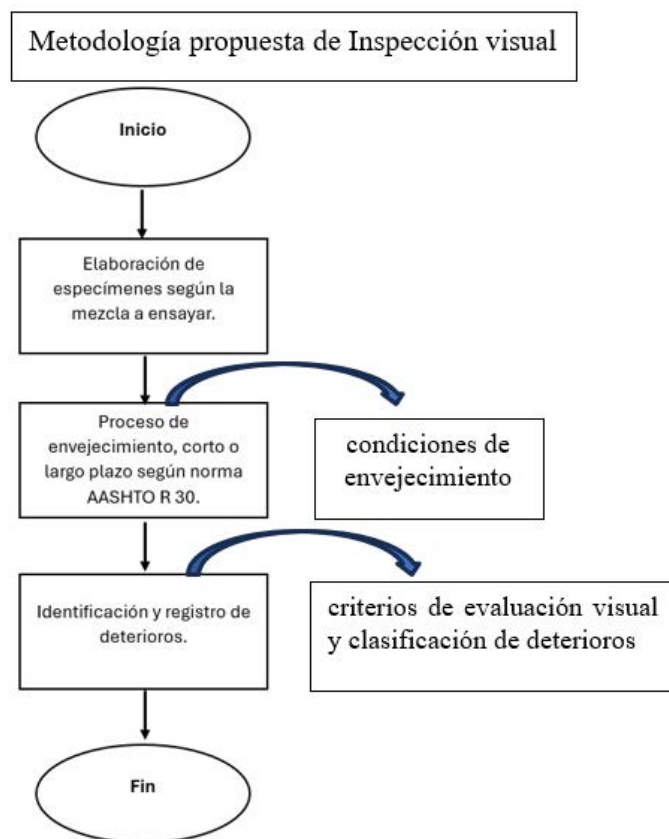 Metodología propuesta de Inspección visual
Inicio
Elaboración de
especímenes según la
mezcla a ensayar.
Proceso de
envejecimiento, corto o
largo plazo según norma
AASHTO R 30.
condiciones de
envejecimiento
Identificación y registro de
deterioros.
criterios de evaluación visual
y clasificación de deterioros
Fin